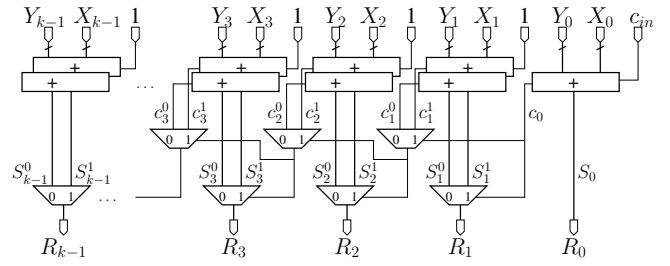 Y_{k-1} X_{k-1} 1 Y_3 X_3 1 Y_2 X_2 1 Y_1 X_1 1 Y_0 X_0 c_{in}
+ + + +
+ ... + + + +
c_3^0 c_3^1 c_2^0 c_2^1 c_1^0 c_1^1 c_0
0 1 0 1 0 1
S_{k-1}^0 S_{k-1}^1 S_3^0 S_3^1 S_2^0 S_2^1 S_1^0 S_1^1 S_0
0 1 ... 0 1 0 1 0 1
R_{k-1} R_3 R_2 R_1 R_0